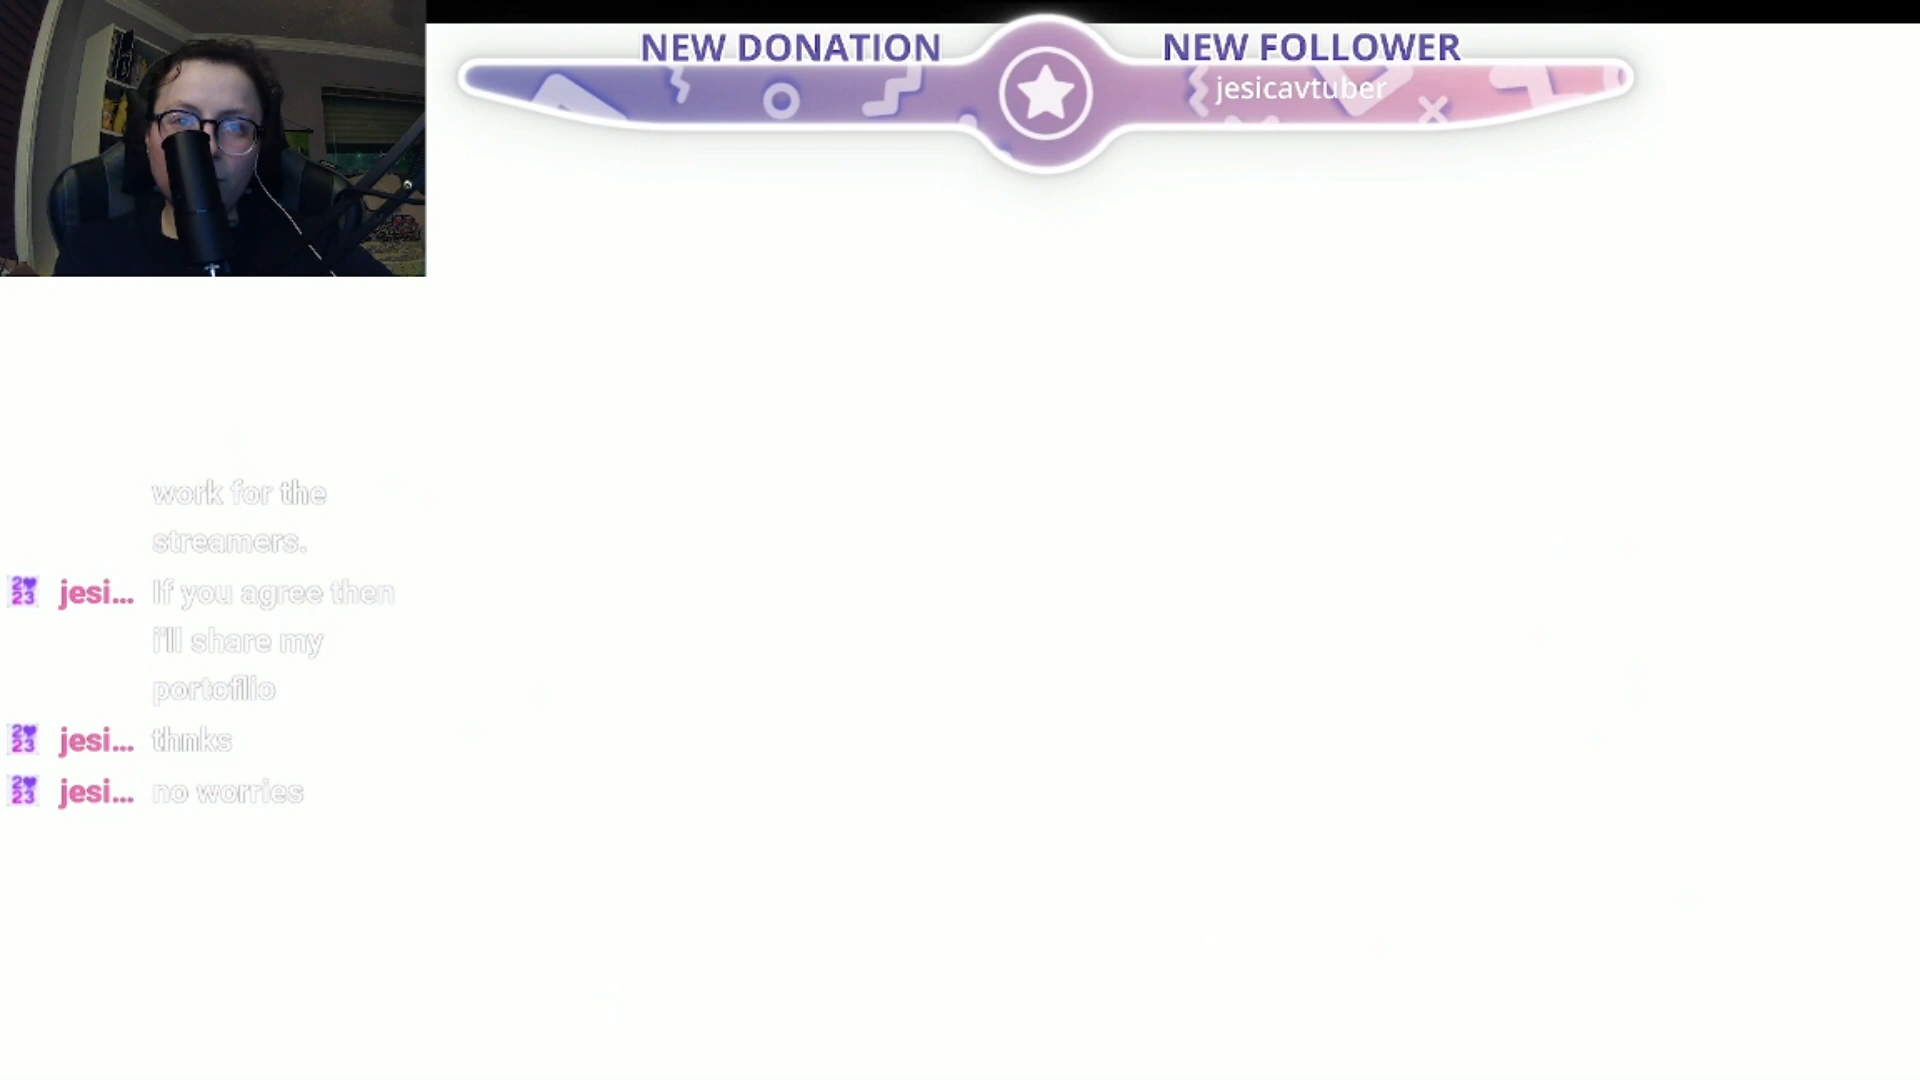 NEW DONATION
NEW FOLLOWER
jesicavtuber
work for the
streamers.
jesi... If you agree then
i'll share my
portofilio
jesi... thnks
jesi... no worries